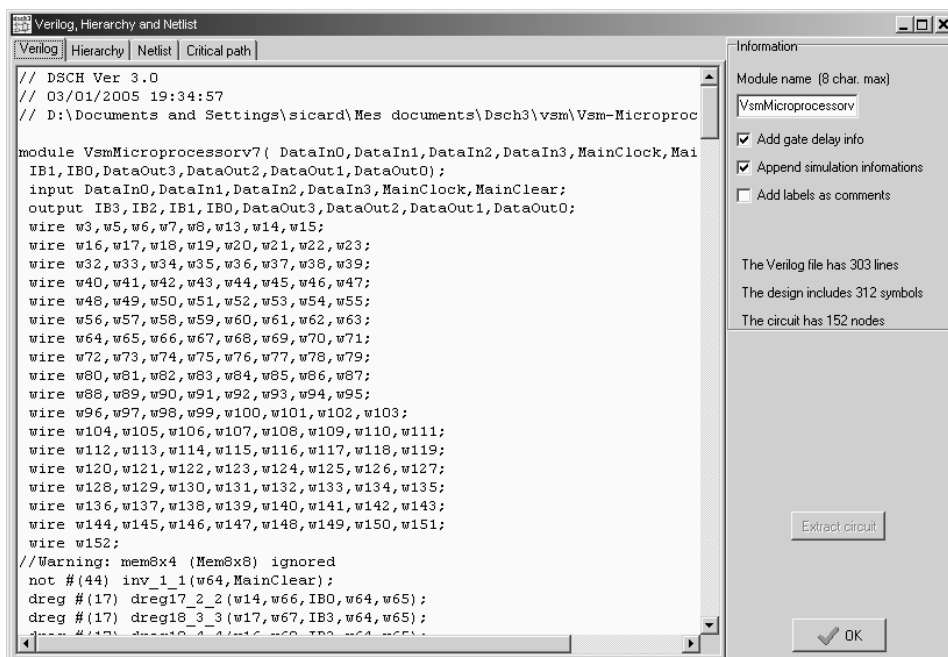 Verilog, Hierarchy and Netlist
Verilog Hierarchy Netlist Critical path
// DSCH Ver 3.0
// 03/01/2005 19:34:57
// D:\Documents and Settings\sicard\Mes documents\Dsch3\vsm\Vsm-Microproc
module VsmMicroprocessorv7( DataIn0,DataIn1,DataIn2,DataIn3,MainClock,Mai
IB1,IB0,DataOut3,DataOut2,DataOut1,DataOut0);
input DataIn0,DataIn1,DataIn2,DataIn3,MainClock,MainClear;
output IB3,IB2,IB1,IB0,DataOut3,DataOut2,DataOut1,DataOut0;
wire w3,w5,w6,w7,w8,w13,w14,w15;
wire w16,w17,w18,w19,w20,w21,w22,w23;
wire w32,w33,w34,w35,w36,w37,w38,w39;
wire w40,w41,w42,w43,w44,w45,w46,w47;
wire w48,w49,w50,w51,w52,w53,w54,w55;
wire w56,w57,w58,w59,w60,w61,w62,w63;
wire w64,w65,w66,w67,w68,w69,w70,w71;
wire w72,w73,w74,w75,w76,w77,w78,w79;
wire w80,w81,w82,w83,w84,w85,w86,w87;
wire w88,w89,w90,w91,w92,w93,w94,w95;
wire w96,w97,w98,w99,w100,w101,w102,w103;
wire w104,w105,w106,w107,w108,w109,w110,w111;
wire w112,w113,w114,w115,w116,w117,w118,w119;
wire w120,w121,w122,w123,w124,w125,w126,w127;
wire w128,w129,w130,w131,w132,w133,w134,w135;
wire w136,w137,w138,w139,w140,w141,w142,w143;
wire w144,w145,w146,w147,w148,w149,w150,w151;
wire w152;
//Warning: mem8x4 (Mem8x8) ignored
not #(44) inv_1_1(w64,MainClear);
dreg #(17) dreg17_2_2(w14,w66,IB0,w64,w65);
dreg #(17) dreg18_3_3(w17,w67,IB3,w64,w65);
Information
Module name (8 char. max)
VsmMicroprocessorv
Add gate delay info
Append simulation infomations
Add labels as comments
The Verilog file has 303 lines
The design includes 312 symbols
The circuit has 152 nodes
Extract circuit
OK